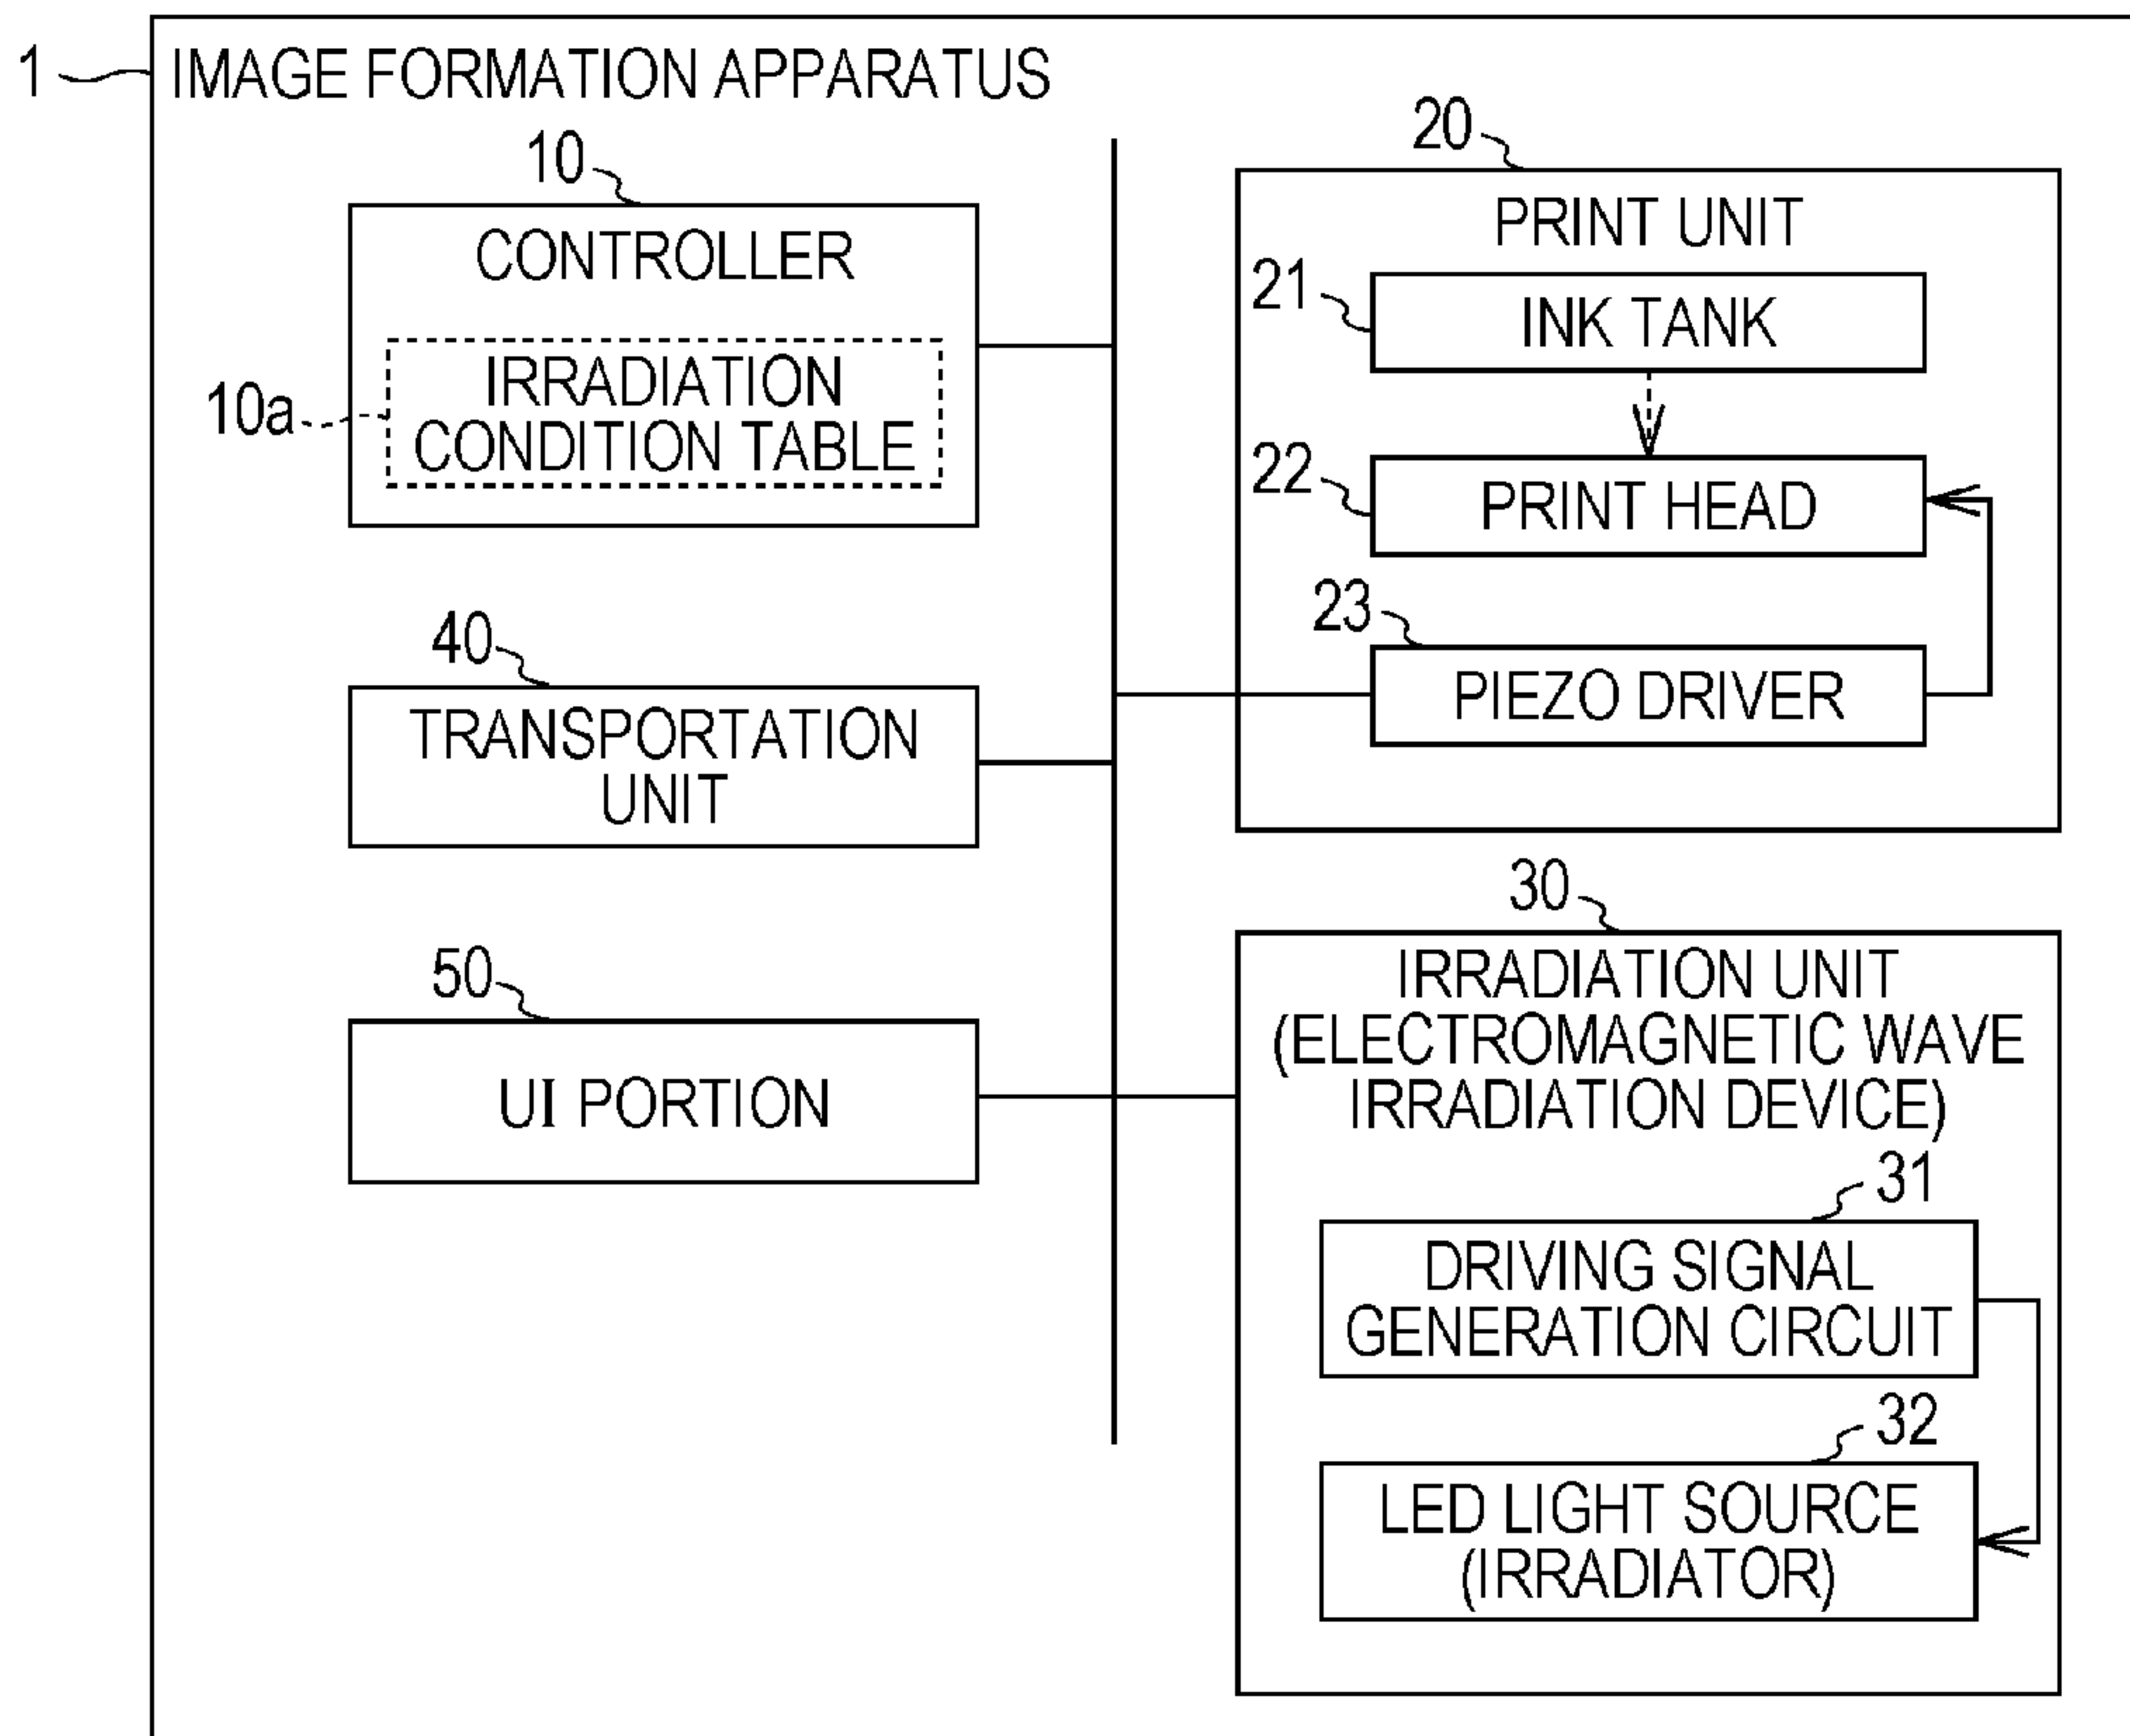 1
IMAGE FORMATION APPARATUS
10
CONTROLLER
10a
IRRADIATION
CONDITION TABLE
40
TRANSPORTATION
UNIT
50
UI PORTION
20
PRINT UNIT
21
INK TANK
22
PRINT HEAD
23
PIEZO DRIVER
30
IRRADIATION UNIT
(ELECTROMAGNETIC WAVE
IRRADIATION DEVICE)
31
DRIVING SIGNAL
GENERATION CIRCUIT
32
LED LIGHT SOURCE
(IRRADIATOR)